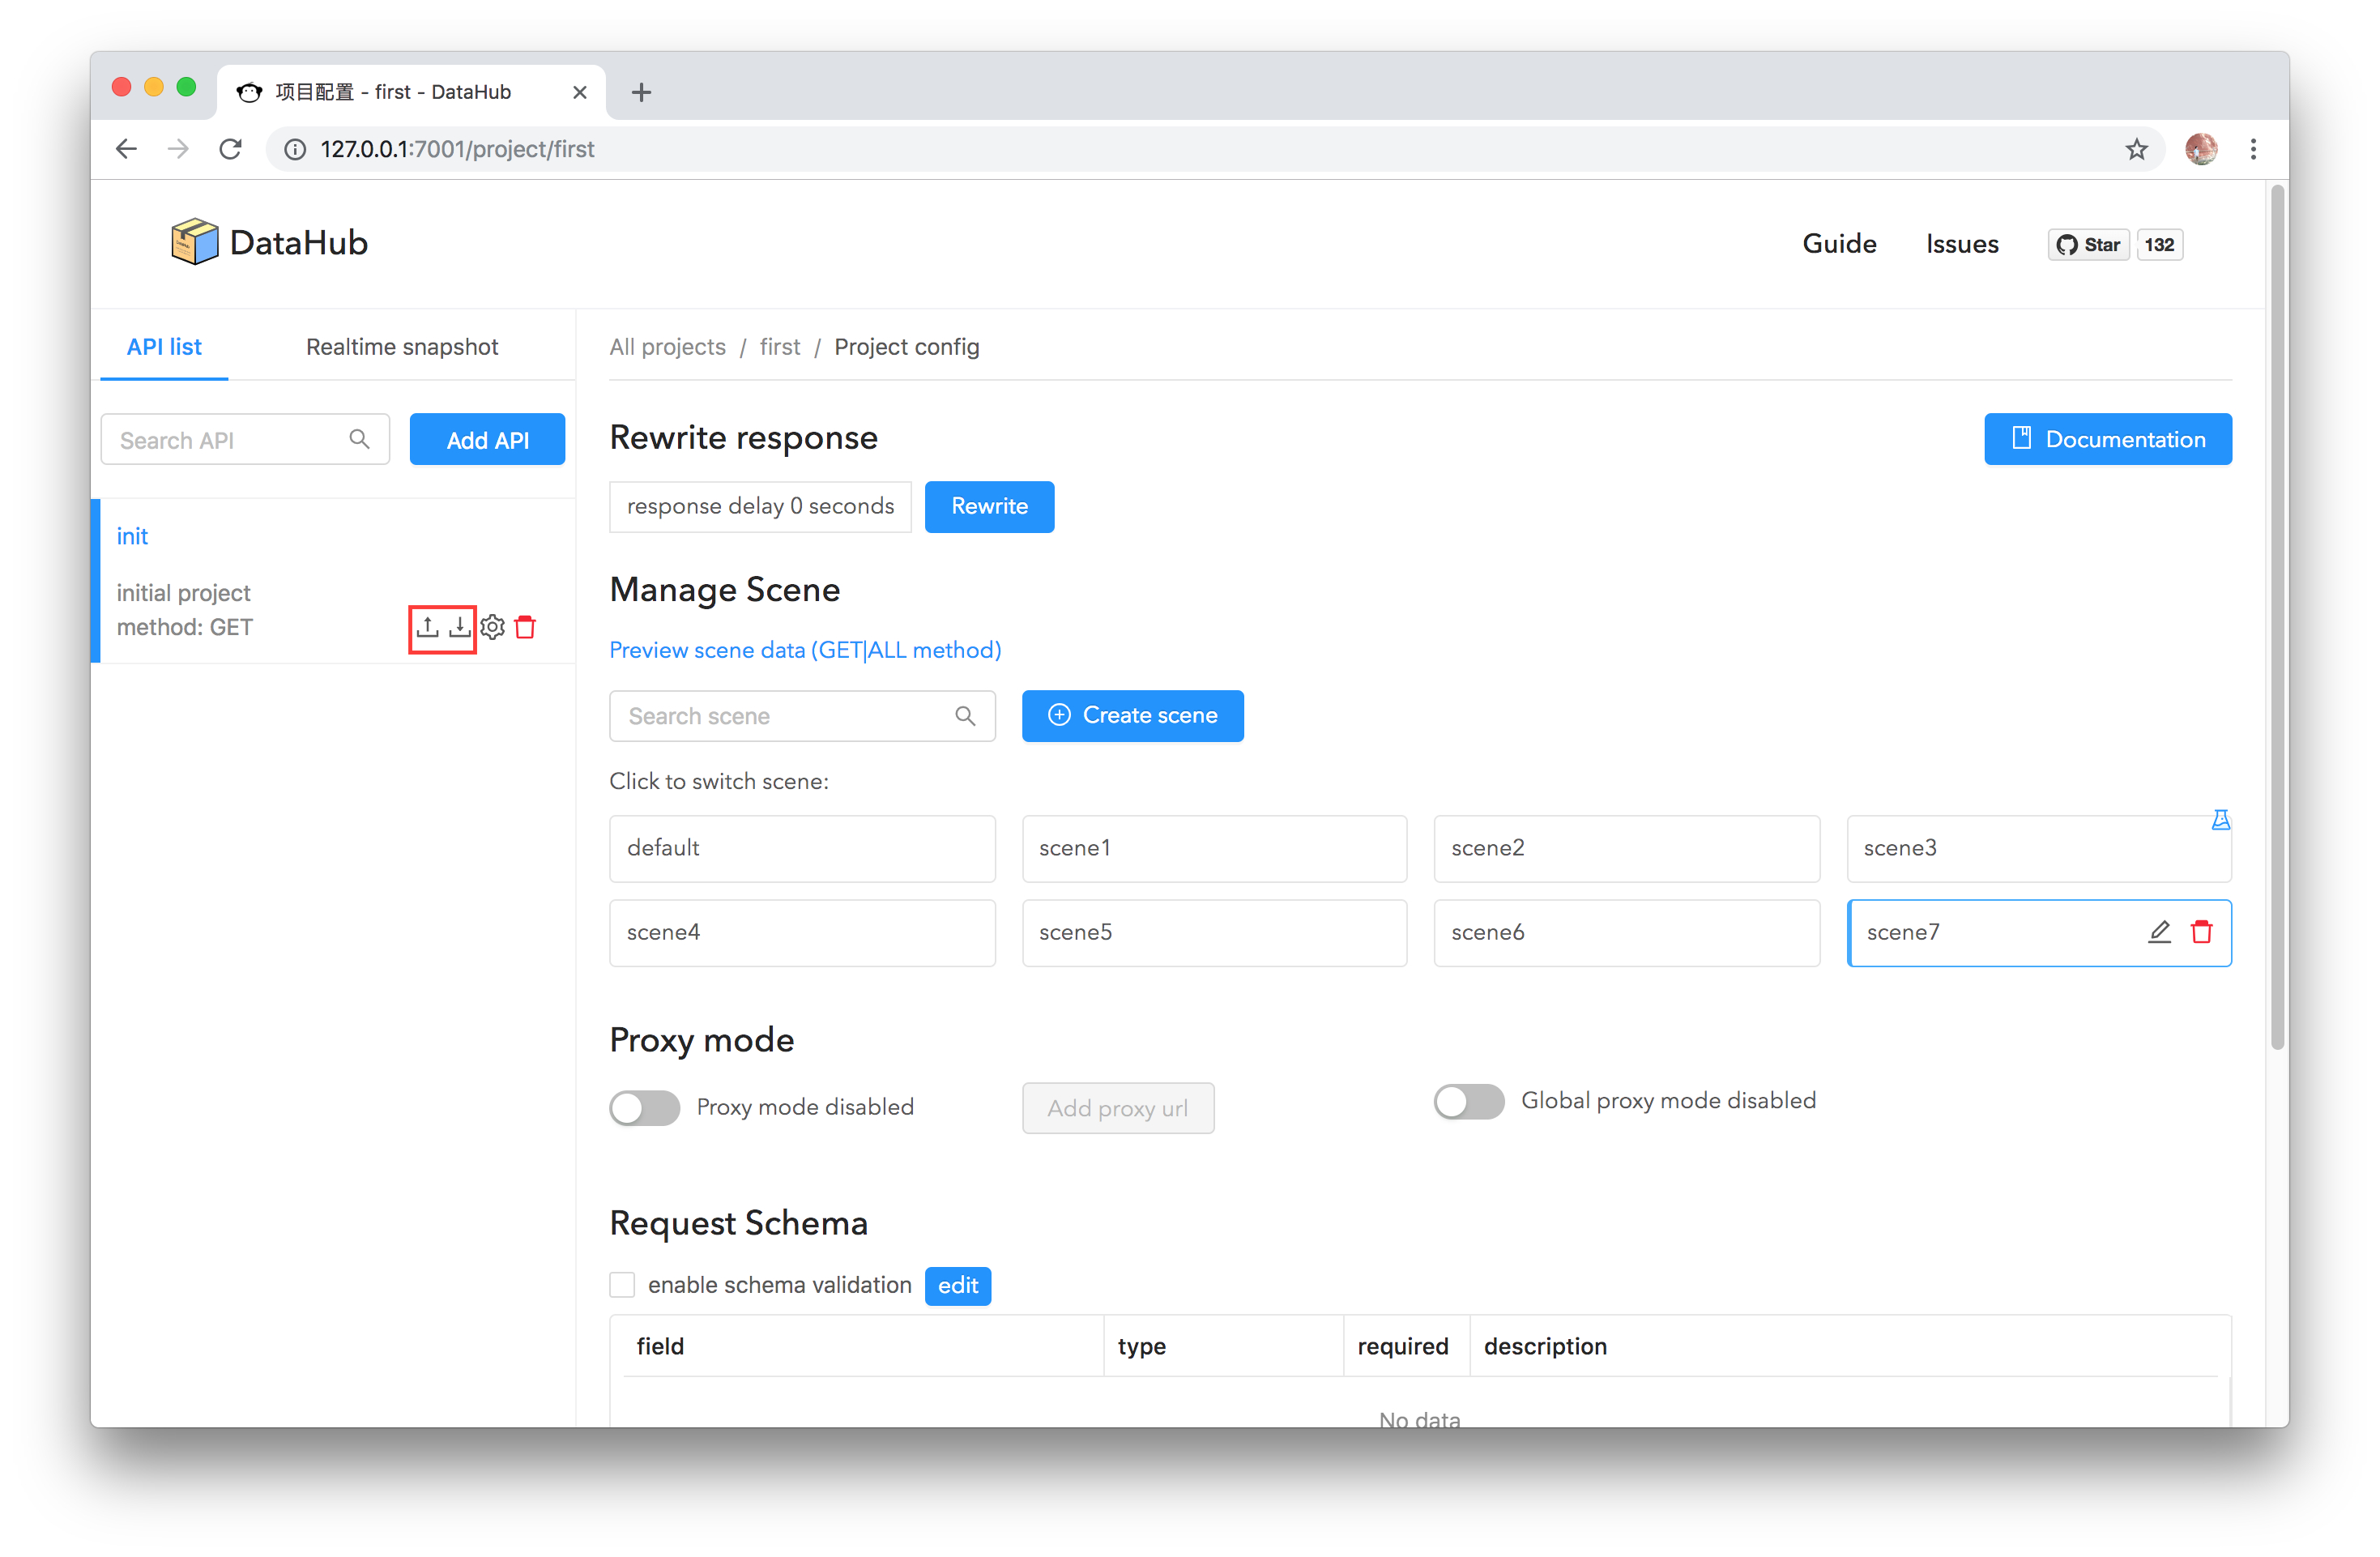 项目配置 - first - DataHub
127.0.0.1:7001/project/first
DataHub
Guide
Issues
Star
132
API list
Realtime snapshot
All projects / first / Project config
Search API
Add API
Rewrite response
Documentation
response delay 0 seconds
Rewrite
init
initial project
method: GET
Manage Scene
Preview scene data (GET|ALL method)
Search scene
Create scene
Click to switch scene:
default
scene1
scene2
scene3
scene4
scene5
scene6
scene7
Proxy mode
Proxy mode disabled
Add proxy url
Global proxy mode disabled
Request Schema
enable schema validation
edit
field
type
required
description
No data